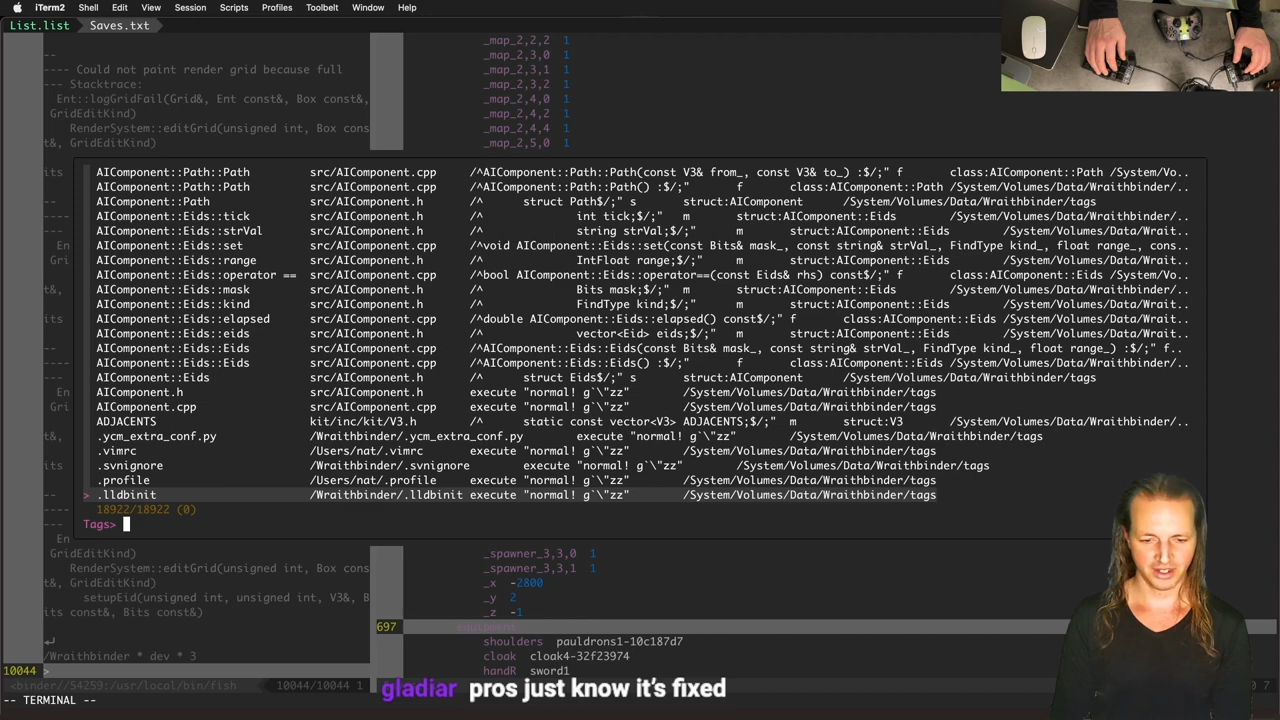 iTerm2 Shell Edit View Session Scripts Profiles Toolbelt Window Help
List.list Saves.txt
_map_2,2,2 1
-- _map_2,3,0 1
---- Could not paint render grid because full _map_2,3,1 1
--- Stacktrace: _map_2,3,2 1
Ent::logGridFail(Grid&, Ent const&, Box const&, _map_2,4,0 1
GridEditKind) _map_2,4,2 1
RenderSystem::editGrid(unsigned int, Box cons _map_2,4,4 1
t&, GridEditKind) _map_2,5,0 1
its AIComponent::Path::Path src/AIComponent.cpp /^AIComponent::Path::Path(const V3& from_, const V3& to_) :$/;" f class:AIComponent::Path /System/Vo..
AIComponent::Path::Path src/AIComponent.cpp /^AIComponent::Path::Path() :$/;" f class:AIComponent::Path /System/Volumes/Data/Wraithbinder/..
AIComponent::Path src/AIComponent.h /^ struct Path$/;" s struct:AIComponent /System/Volumes/Data/Wraithbinder/tags
---- AIComponent::Eids::tick src/AIComponent.h /^ int tick;$/;" m struct:AIComponent::Eids /System/Volumes/Data/Wraithbinder/..
--- AIComponent::Eids::strVal src/AIComponent.h /^ string strVal;$/;" m struct:AIComponent::Eids /System/Volumes/Data/Wraithbinder/..
En AIComponent::Eids::set src/AIComponent.cpp /^void AIComponent::Eids::set(const Bits& mask_, const string& strVal_, FindType kind_, float range_, cons..
Gri AIComponent::Eids::range src/AIComponent.h /^ IntFloat range;$/;" m struct:AIComponent::Eids /System/Volumes/Data/Wraithbinder/..
AIComponent::Eids::operator == src/AIComponent.cpp /^bool AIComponent::Eids::operator==(const Eids& rhs) const$/;" f class:AIComponent::Eids /System/Vo..
t&, AIComponent::Eids::mask src/AIComponent.h /^ Bits mask;$/;" m struct:AIComponent::Eids /System/Volumes/Data/Wrait..
AIComponent::Eids::kind src/AIComponent.h /^ FindType kind;$/;" m struct:AIComponent::Eids /System/Volumes/Data/Wrait..
its AIComponent::Eids::elapsed src/AIComponent.cpp /^double AIComponent::Eids::elapsed() const$/;" f class:AIComponent::Eids /System/Volumes/Data/Wrait..
AIComponent::Eids::eids src/AIComponent.h /^ vector<Eid> eids;$/;" m struct:AIComponent::Eids /System/Volumes/Data/Wrait..
-- AIComponent::Eids::Eids src/AIComponent.cpp /^AIComponent::Eids::Eids(const Bits& mask_, const string& strVal_, FindType kind_, float range_) :$/;" f..
---- AIComponent::Eids::Eids src/AIComponent.cpp /^AIComponent::Eids::Eids() :$/;" f class:AIComponent::Eids /System/Volumes/Data/Wraithbinder/..
--- AIComponent::Eids src/AIComponent.h /^ struct Eids$/;" s struct:AIComponent /System/Volumes/Data/Wraithbinder/tags
En AIComponent.h src/AIComponent.h execute "normal! g`\"zz" /System/Volumes/Data/Wraithbinder/tags
Gri AIComponent.cpp src/AIComponent.cpp execute "normal! g`\"zz" /System/Volumes/Data/Wraithbinder/tags
ADJACENTS kit/inc/kit/V3.h /^ static const vector<V3> ADJACENTS;$/;" m struct:V3 /System/Volumes/Data/Wraithbinder/..
t&, .ycm_extra_conf.py /Wraithbinder/.ycm_extra_conf.py execute "normal! g`\"zz" /System/Volumes/Data/Wraithbinder/tags
.vimrc /Users/nat/.vimrc execute "normal! g`\"zz" /System/Volumes/Data/Wraithbinder/tags
its .svnignore /Wraithbinder/.svnignore execute "normal! g`\"zz" /System/Volumes/Data/Wraithbinder/tags
.profile /Users/nat/.profile execute "normal! g`\"zz" /System/Volumes/Data/Wraithbinder/tags
-- > .lldbinit /Wraithbinder/.lldbinit execute "normal! g`\"zz" /System/Volumes/Data/Wraithbinder/tags
---- 18922/18922 (0)
--- Tags>
En
GridEditKind) _spawner_3,3,0 1
RenderSystem::editGrid(unsigned int, Box cons _spawner_3,3,1 1
t&, GridEditKind) _x -2800
setupEid(unsigned int, unsigned int, V3&, B _y 2
its const&, Bits const&) _z -1
697 equipment
shoulders pauldrons1-10c187d7
/Wraithbinder * dev * 3 cloak cloak4-32f23974
10044 > handR sword1
<binder//54259:/usr/local/bin/fish 10044/10044 1
gladiar pros just know it's fixed
-- TERMINAL --